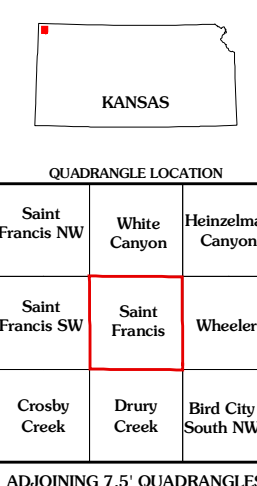 KANSAS
QUADRANGLE LOCATION
Saint
Francis NW
White
Canyon
Heinzelma
Canyon
Saint
Francis SW
Saint
Francis
Wheeler
Crosby
Creek
Drury
Creek
Bird City
South NW
ADJOINING 7.5' QUADRANGLES